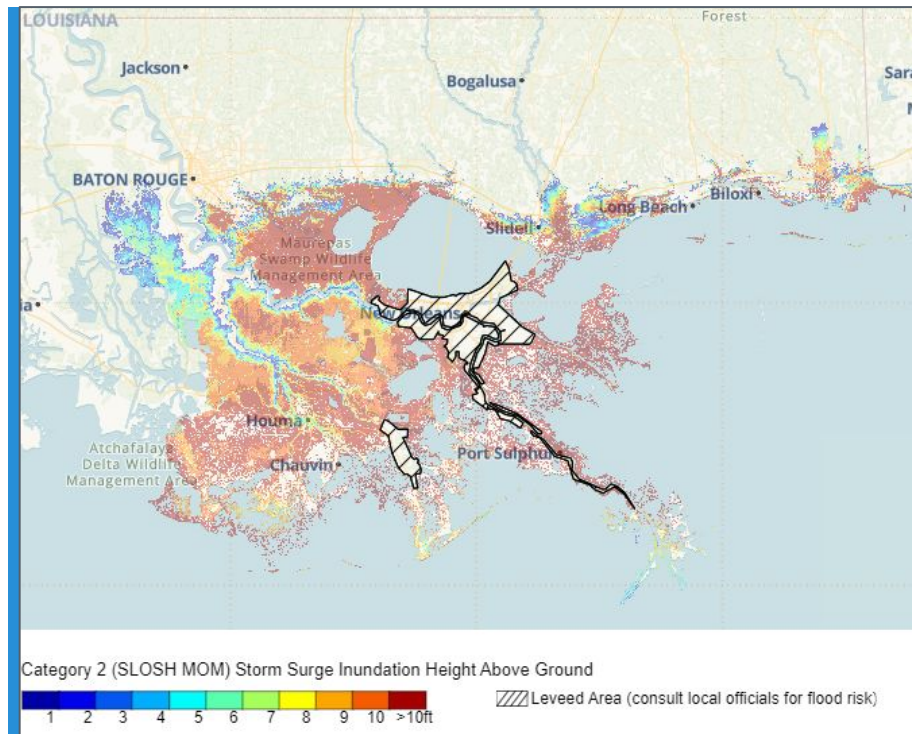 LOUISIANA
Forest
Jackson
Bogalusa
Sar
BATON ROUGE
Long Beach
Biloxi
Slidell
Maurepas
Swamp Wildlife
Management Area
New Orleans
Houma
Atchafalaya
Delta Wildlife
Management Area
Chauvin
Port Sulphur
Category 2 (SLOSH MOM) Storm Surge Inundation Height Above Ground
1 2 3 4 5 6 7 8 9 10 >10ft
Leveed Area (consult local officials for flood risk)